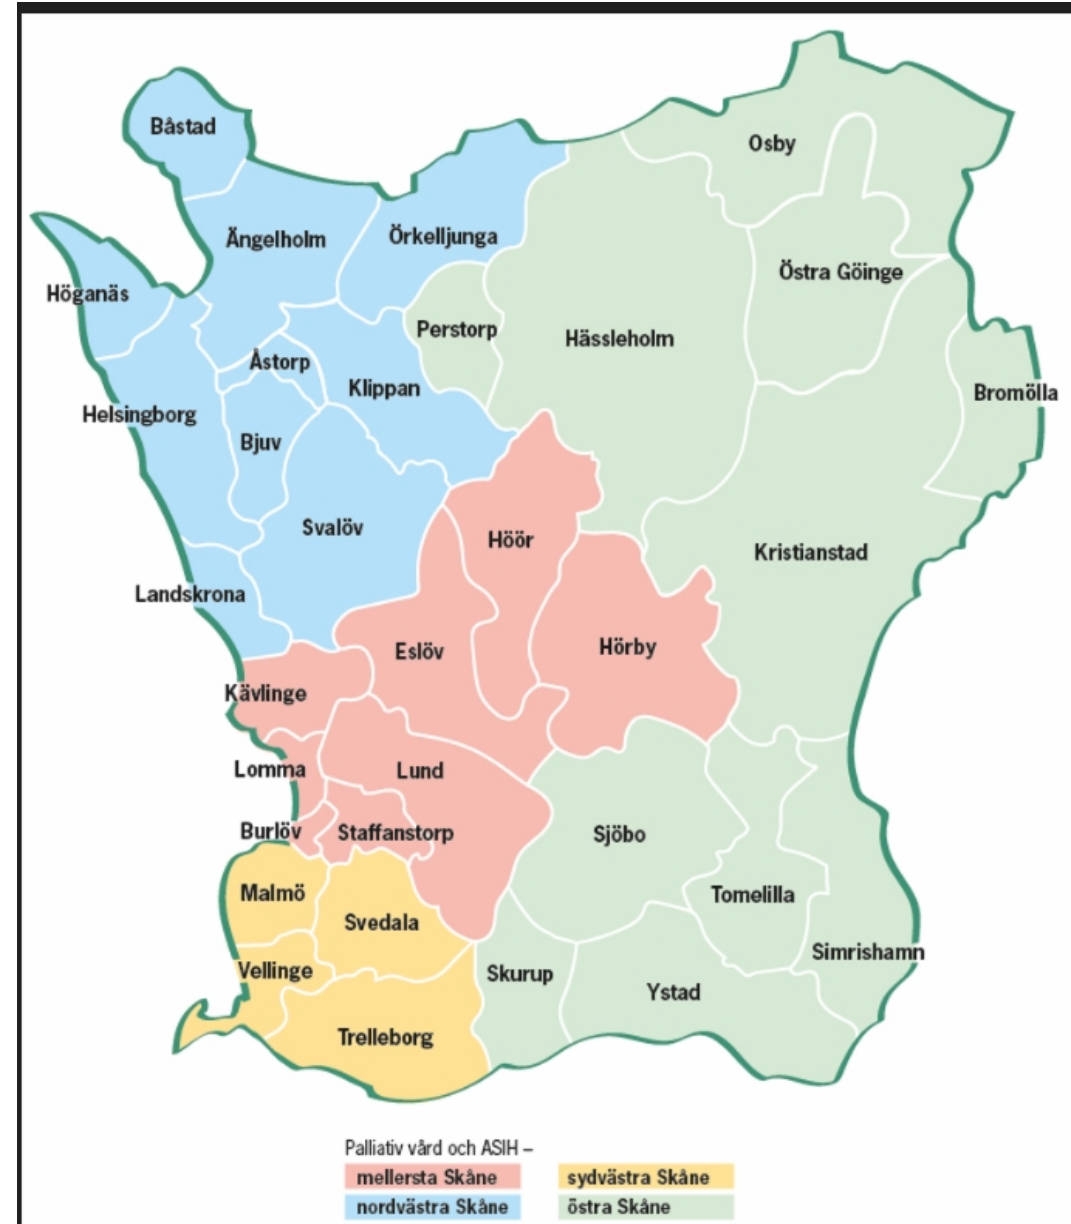 Båstad
Osby
Ängelholm
Örkelljunga
Östra Göinge
Höganäs
Perstorp
Hässleholm
Åstorp
Klippan
Bromölla
Helsingborg
Bjuv
Svalöv
Höör
Kristianstad
Landskrona
Eslöv
Hörby
Kävlinge
Lomma
Lund
Burlöv
Staffanstorp
Sjöbo
Malmö
Svedala
Tomelilla
Simrishamn
Vellinge
Skurup
Ystad
Trelleborg
Palliativ vård och ASIH –
mellersta Skåne
sydvästra Skåne
nordvästra Skåne
östra Skåne